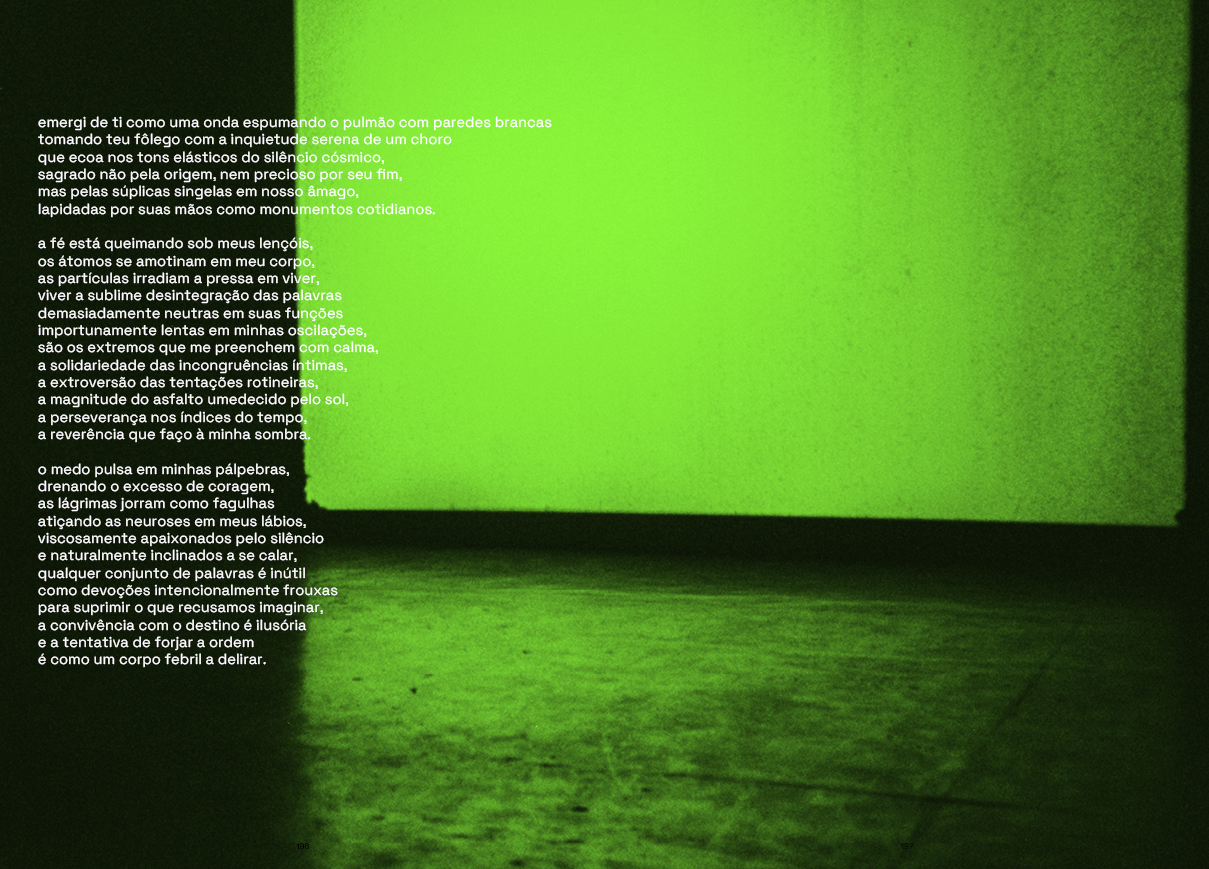 emergi de ti como uma onda espumando o pulmão com paredes brancas
tomando teu fôlego com a inquietude serena de um choro
que ecoa nos tons elásticos do silêncio cósmico,
sagrado não pela origem, nem precioso por seu fim,
mas pelas súplicas singelas em nosso âmago,
lapidadas por suas mãos como monumentos cotidianos.
a fé está queimando sob meus lençóis,
os átomos se amotinam em meu corpo,
as partículas irradiam a pressa em viver,
viver a sublime desintegração das palavras
demasiadamente neutras em suas funções
importunamente lentas em minhas oscilações,
são os extremos que me preenchem com calma,
a solidariedade das incongruências íntimas,
a extroversão das tentações rotineiras,
a magnitude do asfalto umedecido pelo sol,
a perseverança nos índices do tempo,
a reverência que faço à minha sombra.
o medo pulsa em minhas pálpebras,
drenando o excesso de coragem,
as lágrimas jorram como fagulhas
atiçando as neuroses em meus lábios,
viscosamente apaixonados pelo silêncio
e naturalmente inclinados a se calar,
qualquer conjunto de palavras é inútil
como devoções intencionalmente frouxas
para suprimir o que recusamos imaginar,
a convivência com o destino é ilusória
e a tentativa de forjar a ordem
é como um corpo febril a delirar.